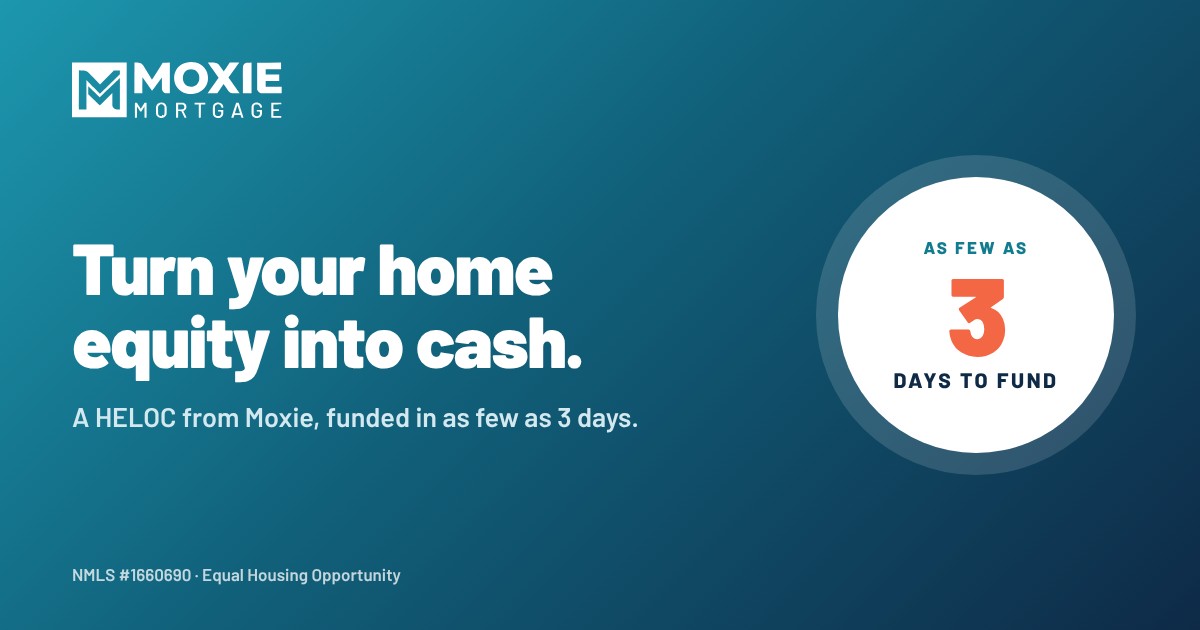 MOXIE
MORTGAGE
Turn your home
equity into cash.
A HELOC from Moxie, funded in as few as 3 days.
AS FEW AS
3
DAYS TO FUND
NMLS #1660690 · Equal Housing Opportunity